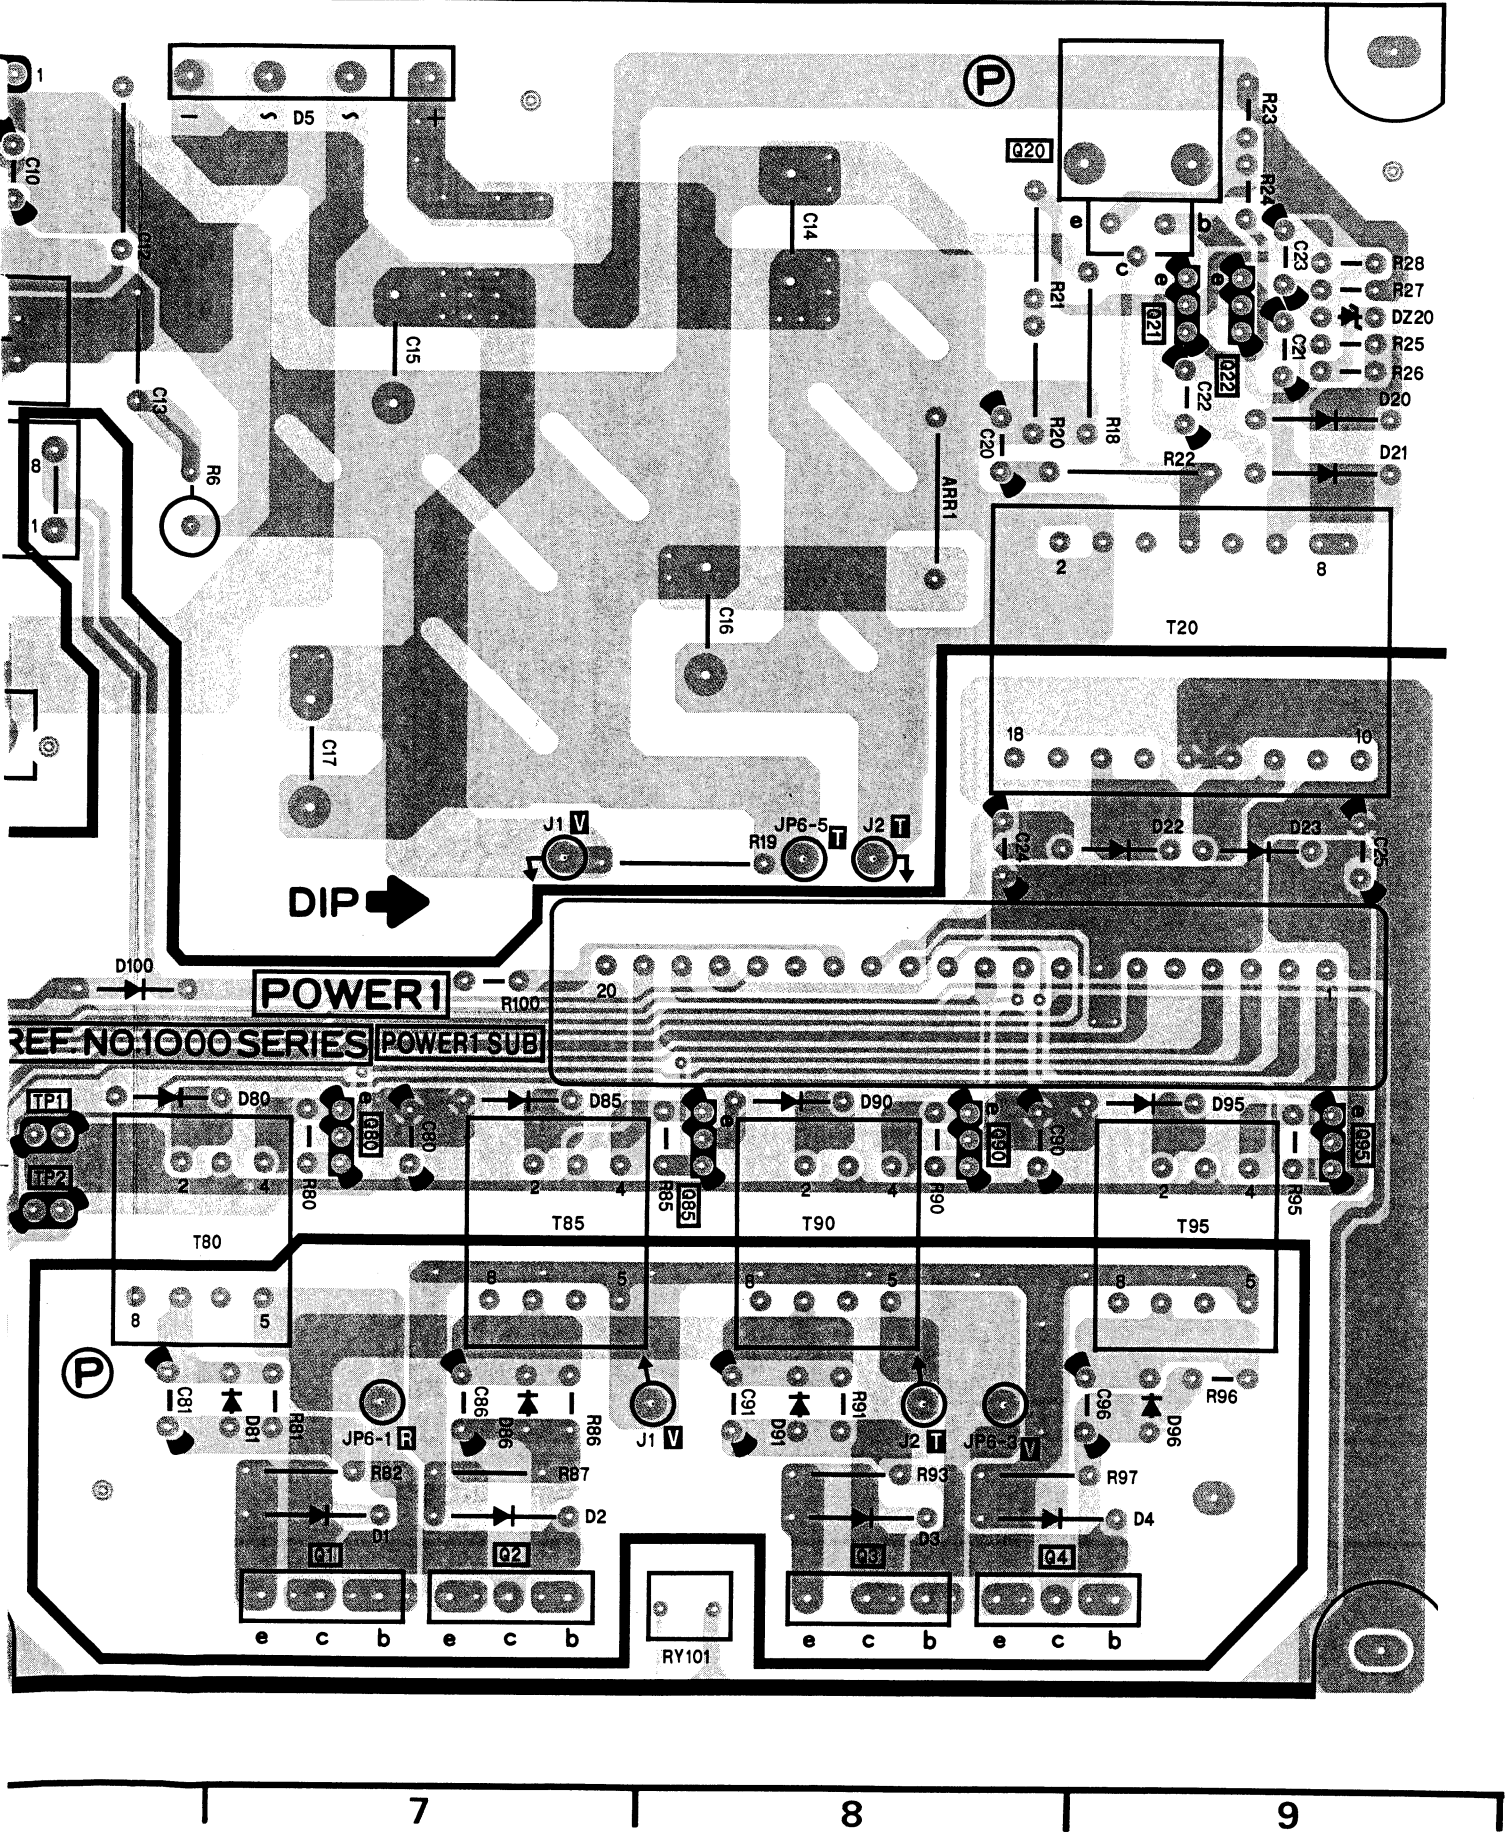 1
− ~ D5 ~ +
P
Q20
R23
R24
C10
C12
C14
e b
c
e e
C23
R28
R27
R21
Q21
DZ20
R25
C21
C15
Q22
R26
C22
D20
C13
R20
R18
C20
R22
D21
8
R6
ARR1
1
2
8
C16
T20
18
10
C17
J1 V
R19
JP6-5 T
J2 T
C24
D22
D23
C25
DIP
D100
POWER1
R100
20
1
REF. NO.1000 SERIES
POWER1 SUB
TP1
D80
e
Q80
C80
D85
e
D90
e
Q90
C90
D95
e
Q95
TP2
2 4
R80
2 4
R85
Q85
2 4
R90
2 4
R95
T80
T85
T90
T95
8 5
8 5
8 5
8 5
P
C81
D81
R81
JP6-1 R
C86
D86
R86
J1 V
C91
D91
R91
J2 T
JP6-3 V
C96
D96
R96
R82
R87
R93
R97
D1
D2
D3
D4
Q1
Q2
Q3
Q4
e c b
e c b
RY101
e c b
e c b
7 8 9